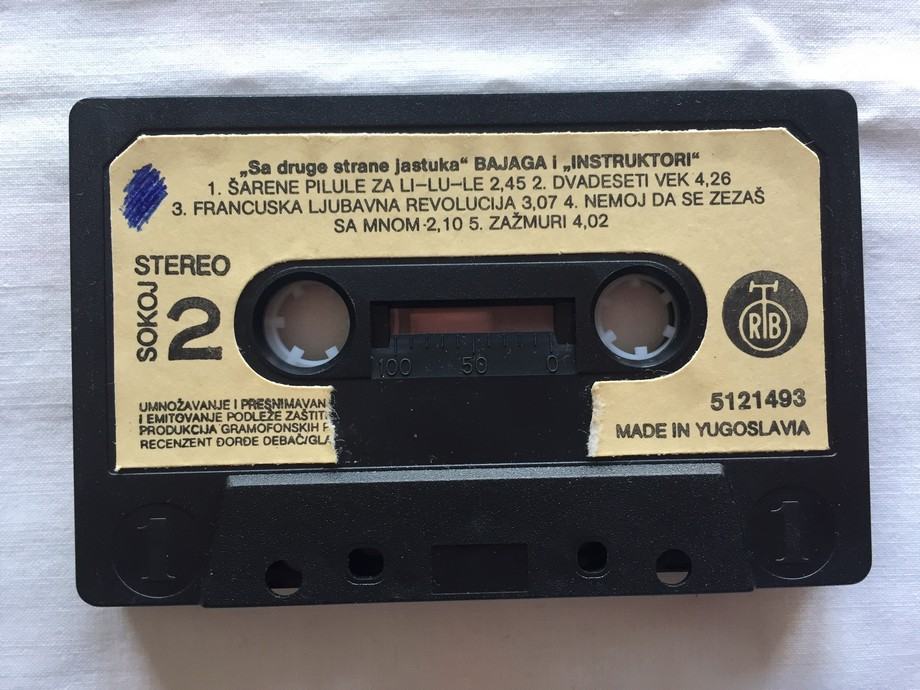 „Sa druge strane jastuka“ BAJAGA i „INSTRUKTORI“
1. ŠARENE PILULE ZA LI–LU–LE 2,45 2. DVADESETI VEK 4,26
3. FRANCUSKA LJUBAVNA REVOLUCIJA 3,07 4. NEMOJ DA SE ZEZAŠ
SA MNOM 2,10 5. ZAŽMURI 4,02
STEREO
SOKOJ
2
RTB
100 50 0
5121493
MADE IN YUGOSLAVIA
UMNOŽAVANJE I PRESNIMAVAN
I EMITOVANJE PODLEŽE ZAŠTIT
PRODUKCIJA GRAMOFONSKIH
RECENZENT ĐORĐE DEBAČ/GLA
1 1